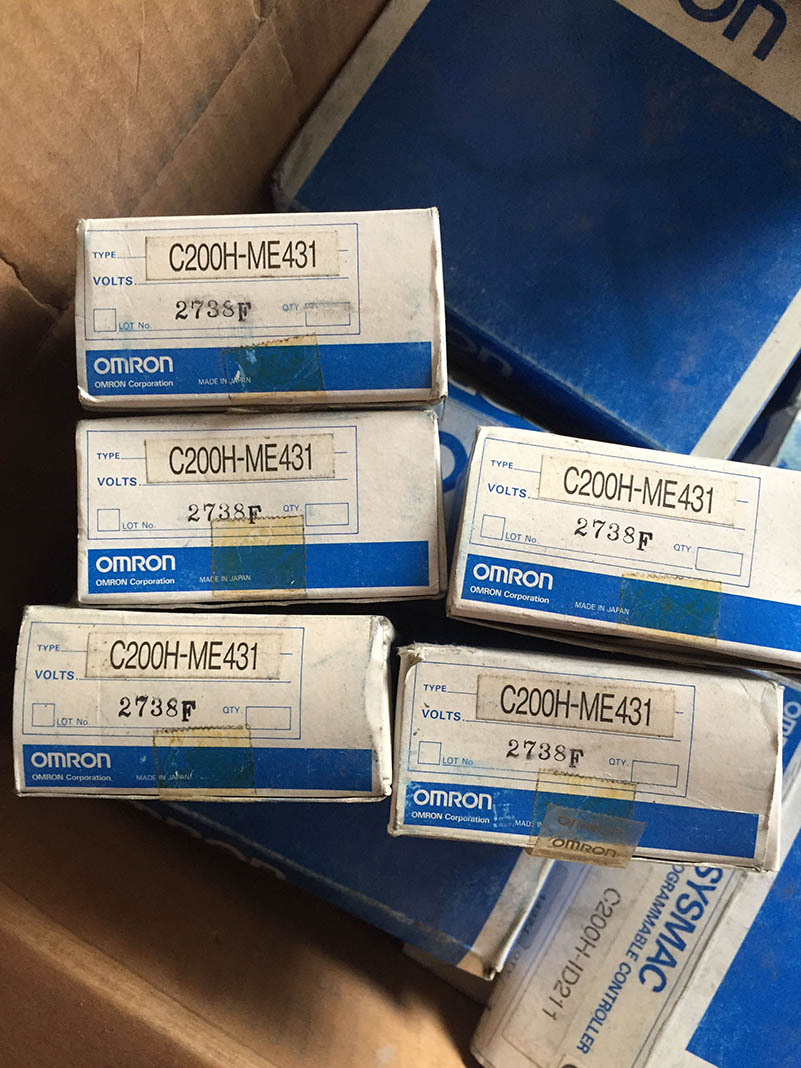 on
TYPE C200H-ME431
VOLTS.
2738F
LOT No. QTY.
OMRON
OMRON Corporation MADE IN JAPAN
TYPE C200H-ME431
VOLTS.
2738F
LOT No. QTY.
OMRON
OMRON Corporation MADE IN JAPAN
TYPE C200H-ME431
VOLTS.
2738F
LOT No. QTY
OMRON
OMRON Corporation MADE IN JAPAN
TYPE C200H-ME431
VOLTS.
2738F
LOT No. QTY.
OMRON
OMRON Corporation MADE IN JAPAN
TYPE C200H-ME431
VOLTS.
2738F
LOT No. QTY.
OMRON
OMRON Corporation MADE
OMRON
SYSMAC
OGRAMMABLE CONTROLLER
C200H-ID211